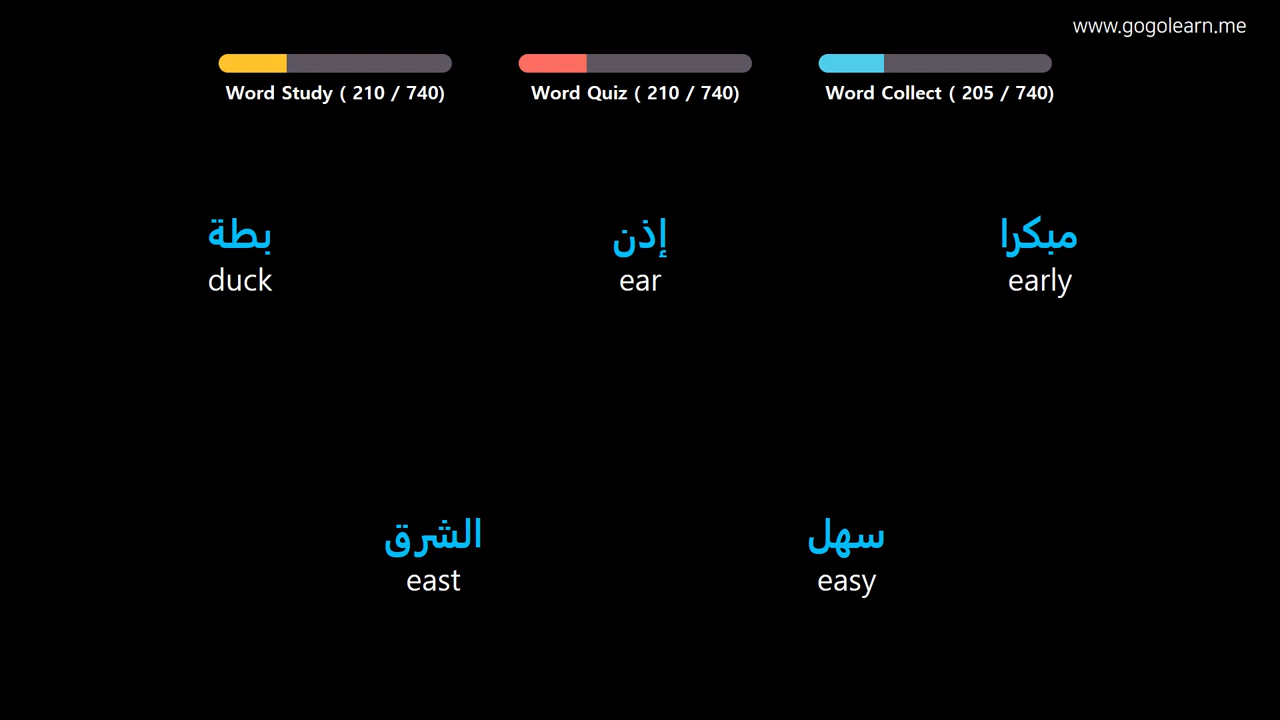 www.gogolearn.me
Word Study ( 210 / 740)
Word Quiz ( 210 / 740)
Word Collect ( 205 / 740)
بطة
duck
إذن
ear
مبكرا
early
الشرق
east
سهل
easy